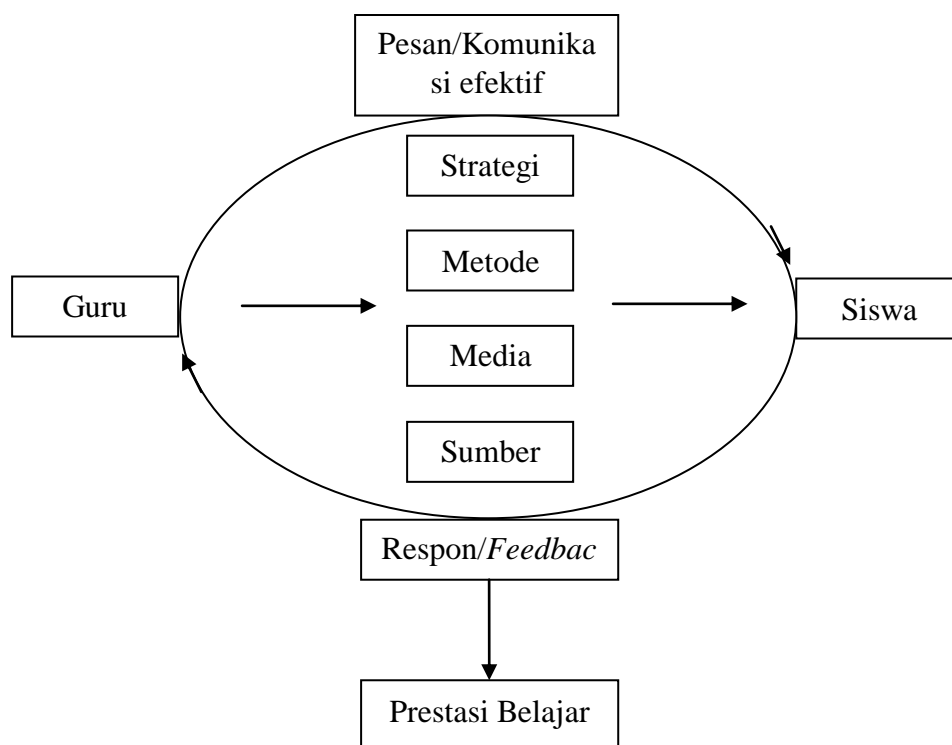 Pesan/Komunika
si efektif
Strategi
Metode
Guru
Siswa
Media
Sumber
Respon/Feedbac
Prestasi Belajar